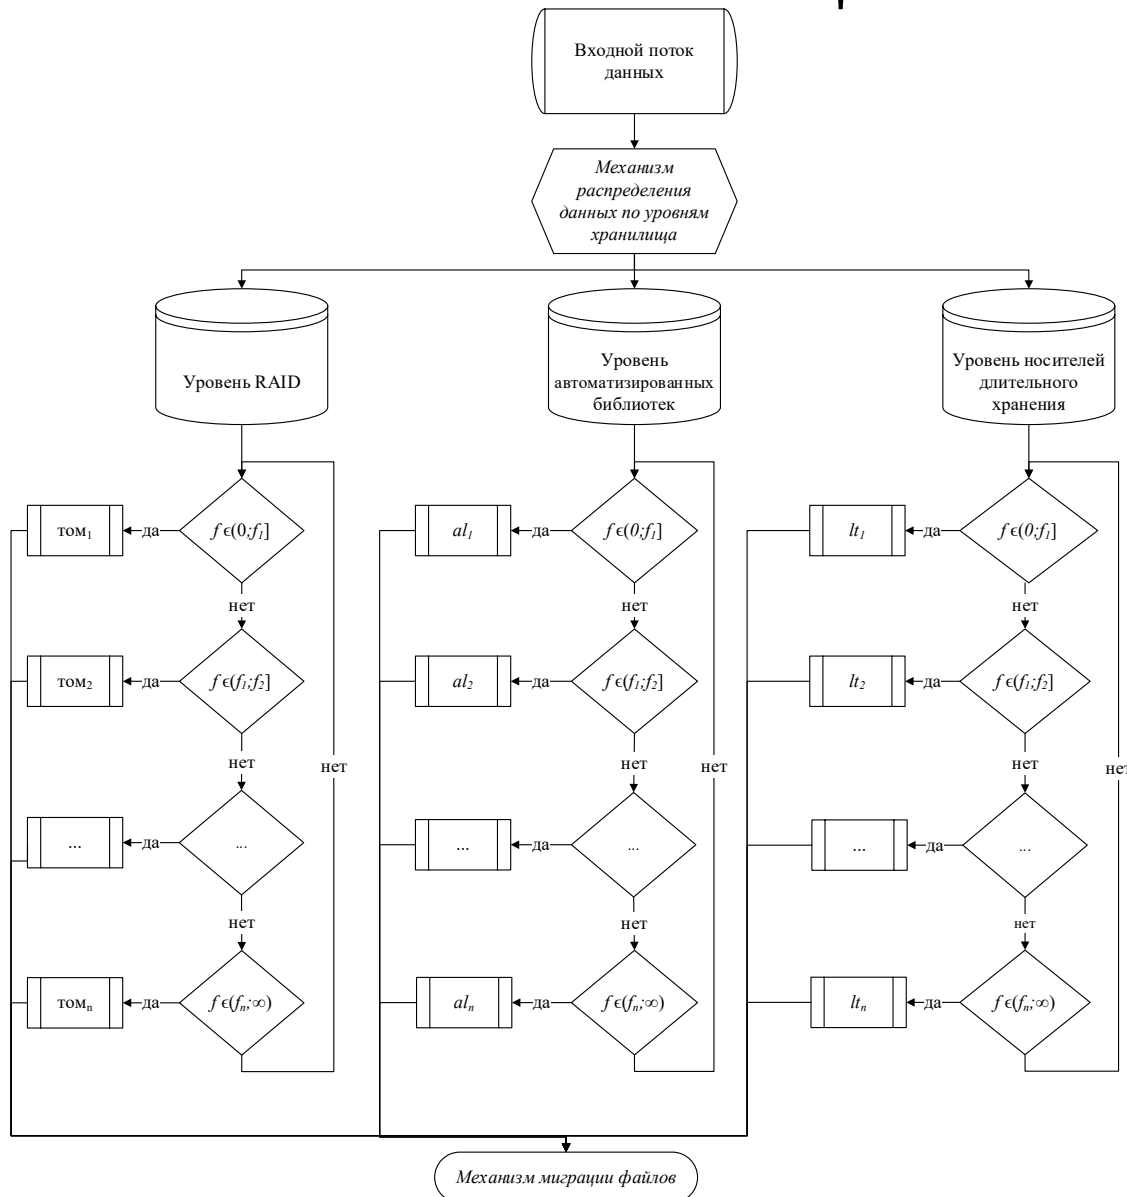 Входной поток
данных
Механизм
распределения
данных по уровням
хранилища
Уровень RAID
Уровень
автоматизированных
библиотек
Уровень носителей
длительного
хранения
том₁
да
f ϵ(0;f₁]
al₁
да
f ϵ(0;f₁]
lt₁
да
f ϵ(0;f₁]
нет
нет
нет
том₂
да
f ϵ(f₁;f₂]
al₂
да
f ϵ(f₁;f₂]
lt₂
да
f ϵ(f₁;f₂]
нет
нет
нет
нет
нет
нет
...
да
...
...
да
...
...
да
...
нет
нет
нет
томₙ
да
f ϵ(fₙ;∞)
alₙ
да
f ϵ(fₙ;∞)
ltₙ
да
f ϵ(fₙ;∞)
Механизм миграции файлов